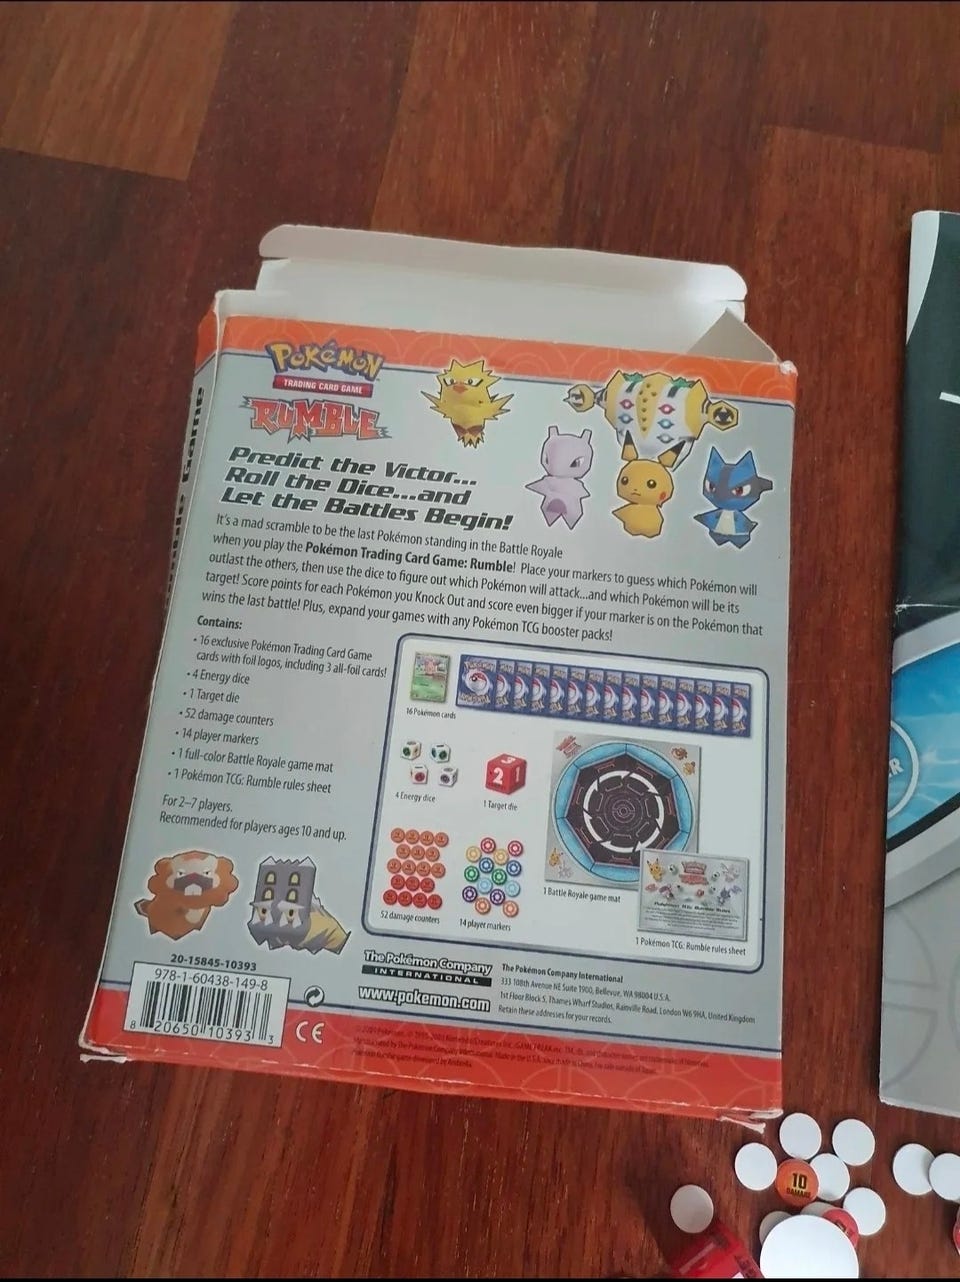 POKéMON
TRADING CARD GAME
RUMBLE
Predict the Victor...
Roll the Dice...and
Let the Battles Begin!
It's a mad scramble to be the last Pokémon standing in the Battle Royale
when you play the Pokémon Trading Card Game: Rumble! Place your markers to guess which Pokémon will
outlast the others, then use the dice to figure out which Pokémon will attack...and which Pokémon will be its
target! Score points for each Pokémon you Knock Out and score even bigger if your marker is on the Pokémon that
wins the last battle! Plus, expand your games with any Pokémon TCG booster packs!
Contains:
• 16 exclusive Pokémon Trading Card Game
cards with foil logos, including 3 all-foil cards!
• 4 Energy dice
• 1 Target die
• 52 damage counters
• 14 player markers
• 1 full-color Battle Royale game mat
• 1 Pokémon TCG: Rumble rules sheet
For 2–7 players.
Recommended for players ages 10 and up.
16 Pokémon cards
4 Energy dice
3 1
2
1 Target die
52 damage counters
14 player markers
1 Battle Royale game mat
1 Pokémon TCG: Rumble rules sheet
20-15845-10393
978-1-60438-149-8
8 20650 10393 3
CE
The Pokémon Company
INTERNATIONAL
www.pokemon.com
The Pokémon Company International
333 108th Avenue NE Suite 1900, Bellevue, WA 98004 U.S.A.
1st Floor Block 5, Thames Wharf Studios, Rainville Road, London W6 9HA, United Kingdom
Retain these addresses for your records.
10
DAMAGE